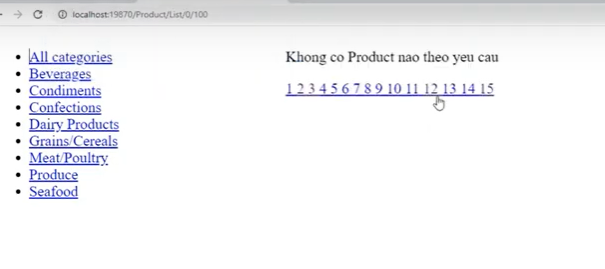 localhost:19870/Product/List/0/100
All categories
Beverages
Condiments
Confections
Dairy Products
Grains/Cereals
Meat/Poultry
Produce
Seafood
Khong co Product nao theo yeu cau
1 2 3 4 5 6 7 8 9 10 11 12 13 14 15